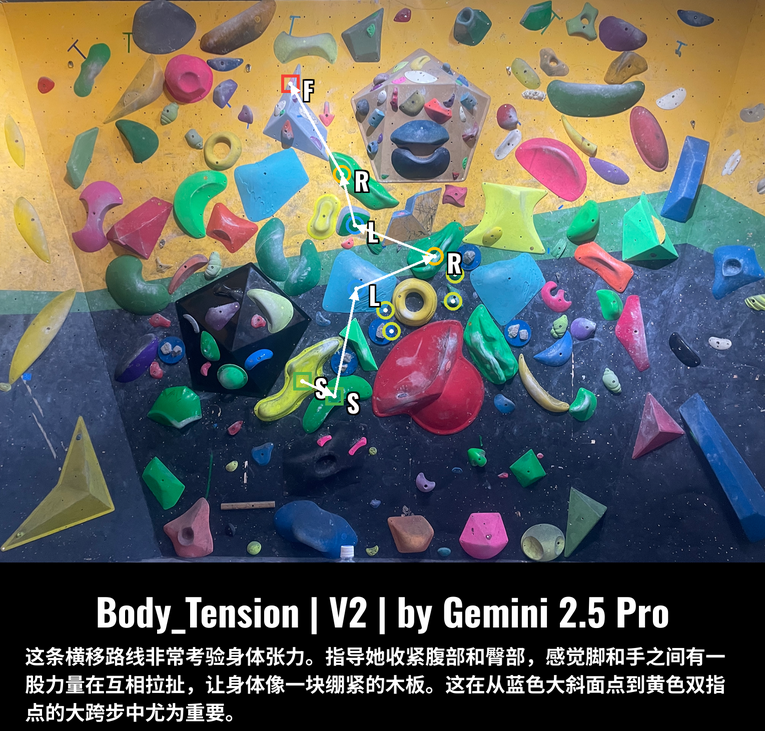 F
R
L
R
L
S
S
Body_Tension | V2 | by Gemini 2.5 Pro
这条横移路线非常考验身体张力。指导她收紧腹部和臀部，感觉脚和手之间有一
股力量在互相拉扯，让身体像一块绷紧的木板。这在从蓝色大斜面点到黄色双指
点的大跨步中尤为重要。